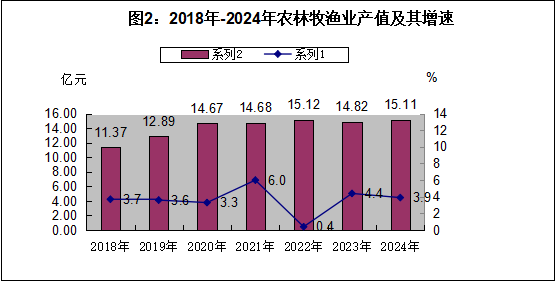 图2：2018年-2024年农林牧渔业产值及其增速
系列2 系列1
亿元 %
16.00 14.00 12.00 10.00 8.00 6.00 4.00 2.00 0.00
11.37 12.89 14.67 14.68 15.12 14.82 15.11
3.7 3.6 3.3 6.0 0.4 4.4 3.9
14 12 10 8 6 4 2 0
2018年 2019年 2020年 2021年 2022年 2023年 2024年